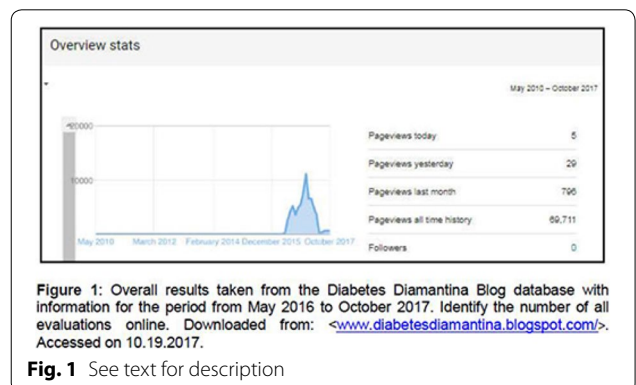 Overview stats
May 2010 – October 2017
20000
10000
May 2010 March 2012 February 2014 December 2015 October 2017
Pageviews today 5
Pageviews yesterday 29
Pageviews last month 796
Pageviews all time history 69,711
Followers 0
Figure 1: Overall results taken from the Diabetes Diamantina Blog database with
information for the period from May 2016 to October 2017. Identify the number of all
evaluations online. Downloaded from: <www.diabetesdiamantina.blogspot.com/>.
Accessed on 10.19.2017.
Fig. 1 See text for description